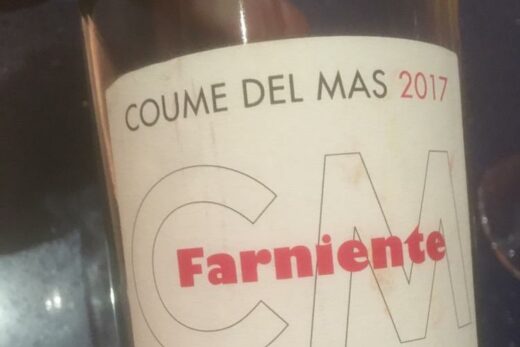 COUME DEL MAS 2017
CM
Farniente